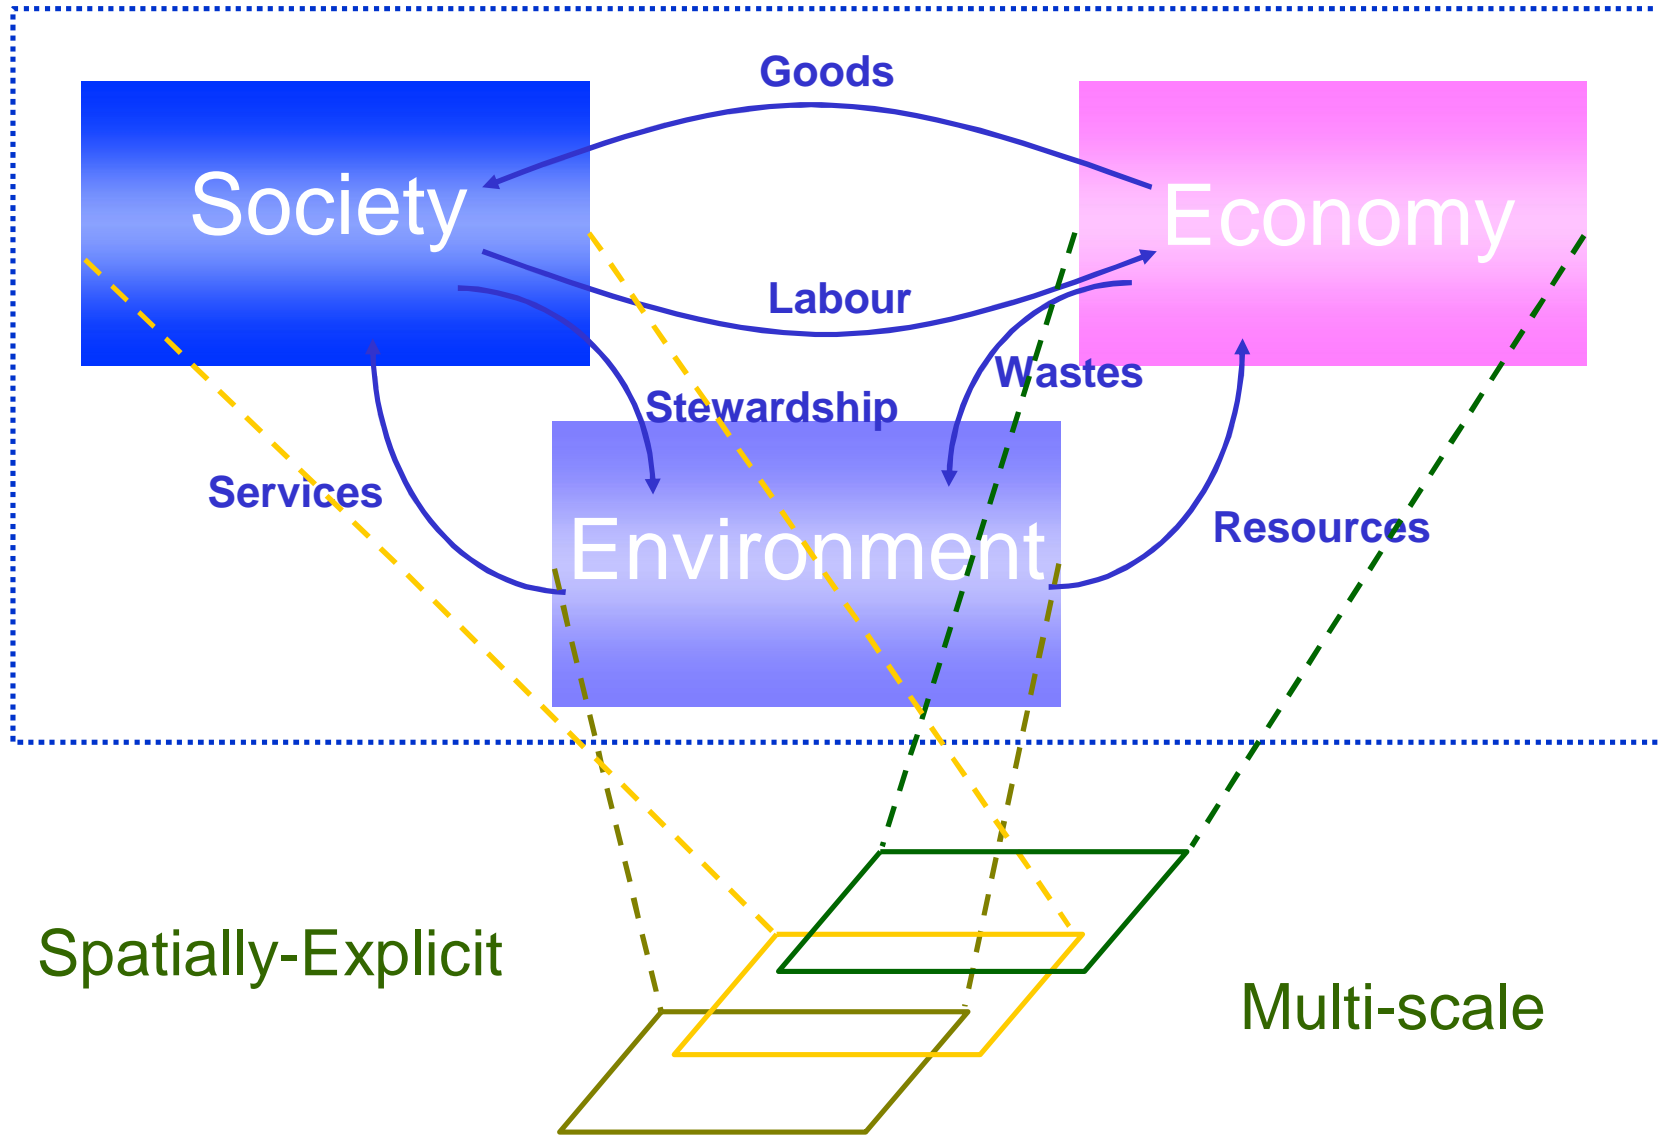 Goods
Society
Economy
Labour
Wastes
Stewardship
Services
Resources
Environment
Spatially-Explicit
Multi-scale